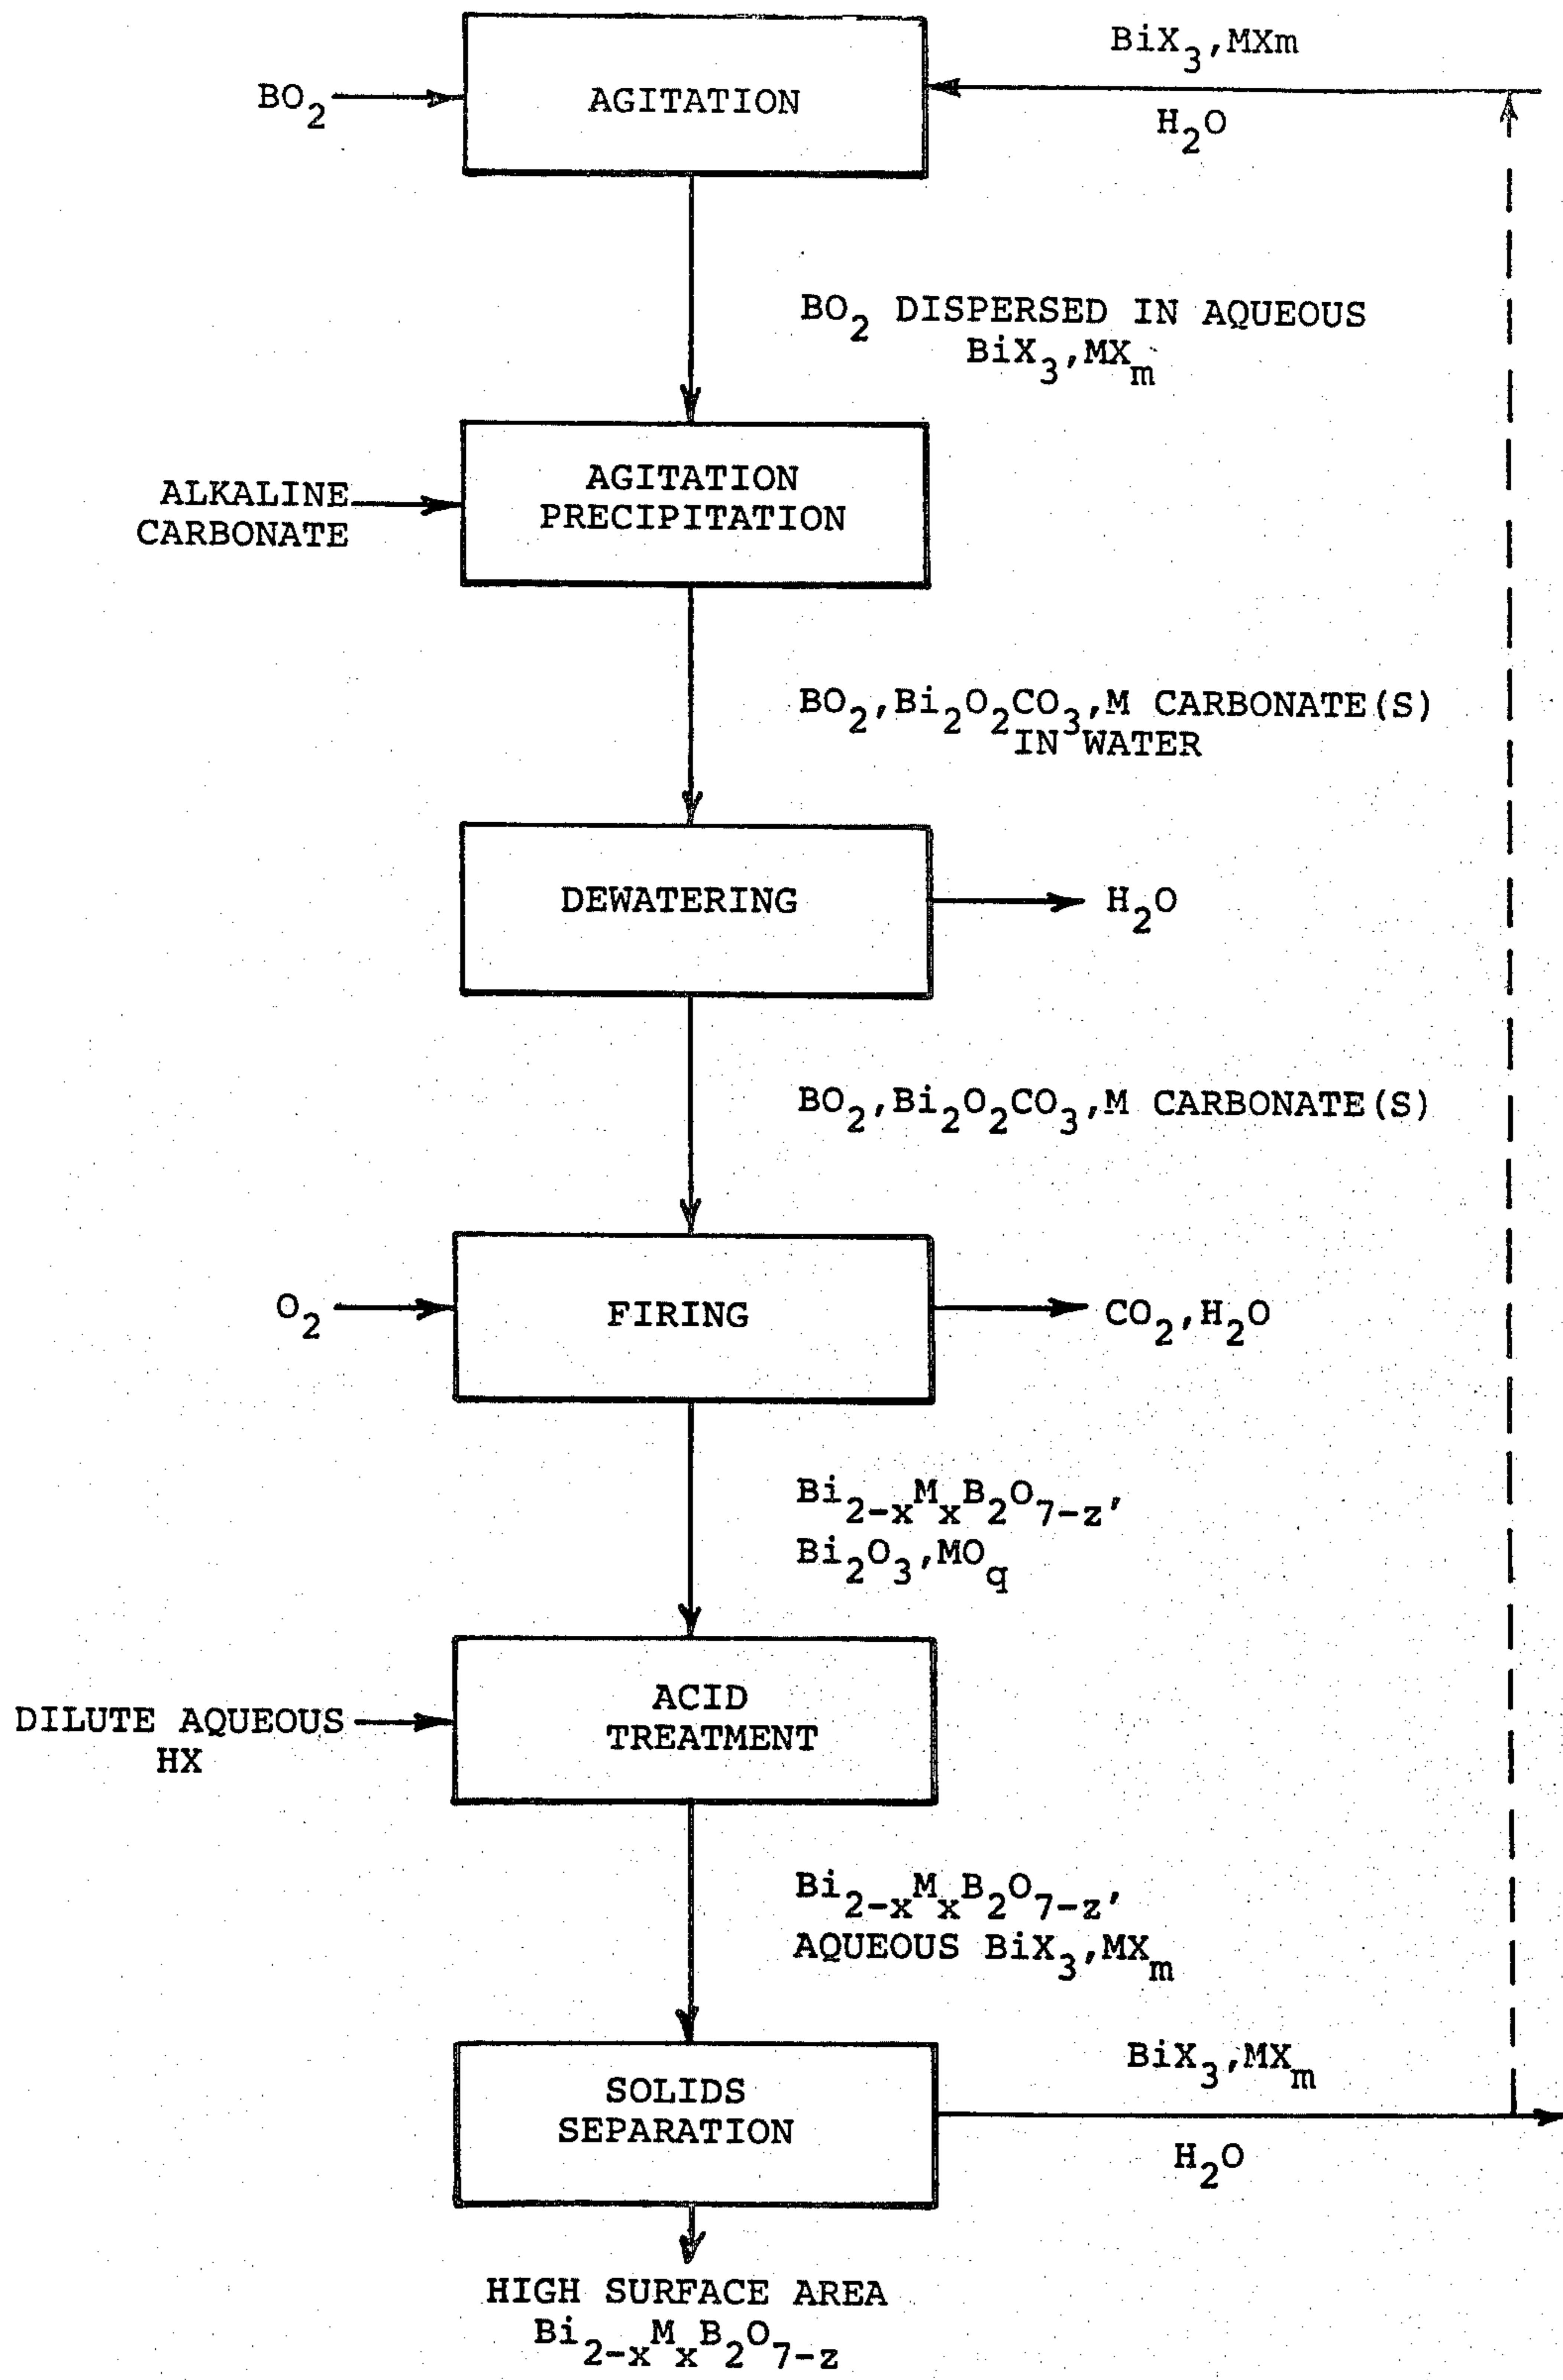 BiX3,MXm
BO2
AGITATION
H2O
BO2 DISPERSED IN AQUEOUS
BiX3,MXm
ALKALINE
CARBONATE
AGITATION
PRECIPITATION
BO2,Bi2O2CO3,M CARBONATE(S)
IN WATER
DEWATERING
H2O
BO2,Bi2O2CO3,M CARBONATE(S)
O2
FIRING
CO2,H2O
Bi2-xMxB2O7-z,
Bi2O3,MOq
DILUTE AQUEOUS
HX
ACID
TREATMENT
Bi2-xMxB2O7-z,
AQUEOUS BiX3,MXm
SOLIDS
SEPARATION
BiX3,MXm
H2O
HIGH SURFACE AREA
Bi2-xMxB2O7-z